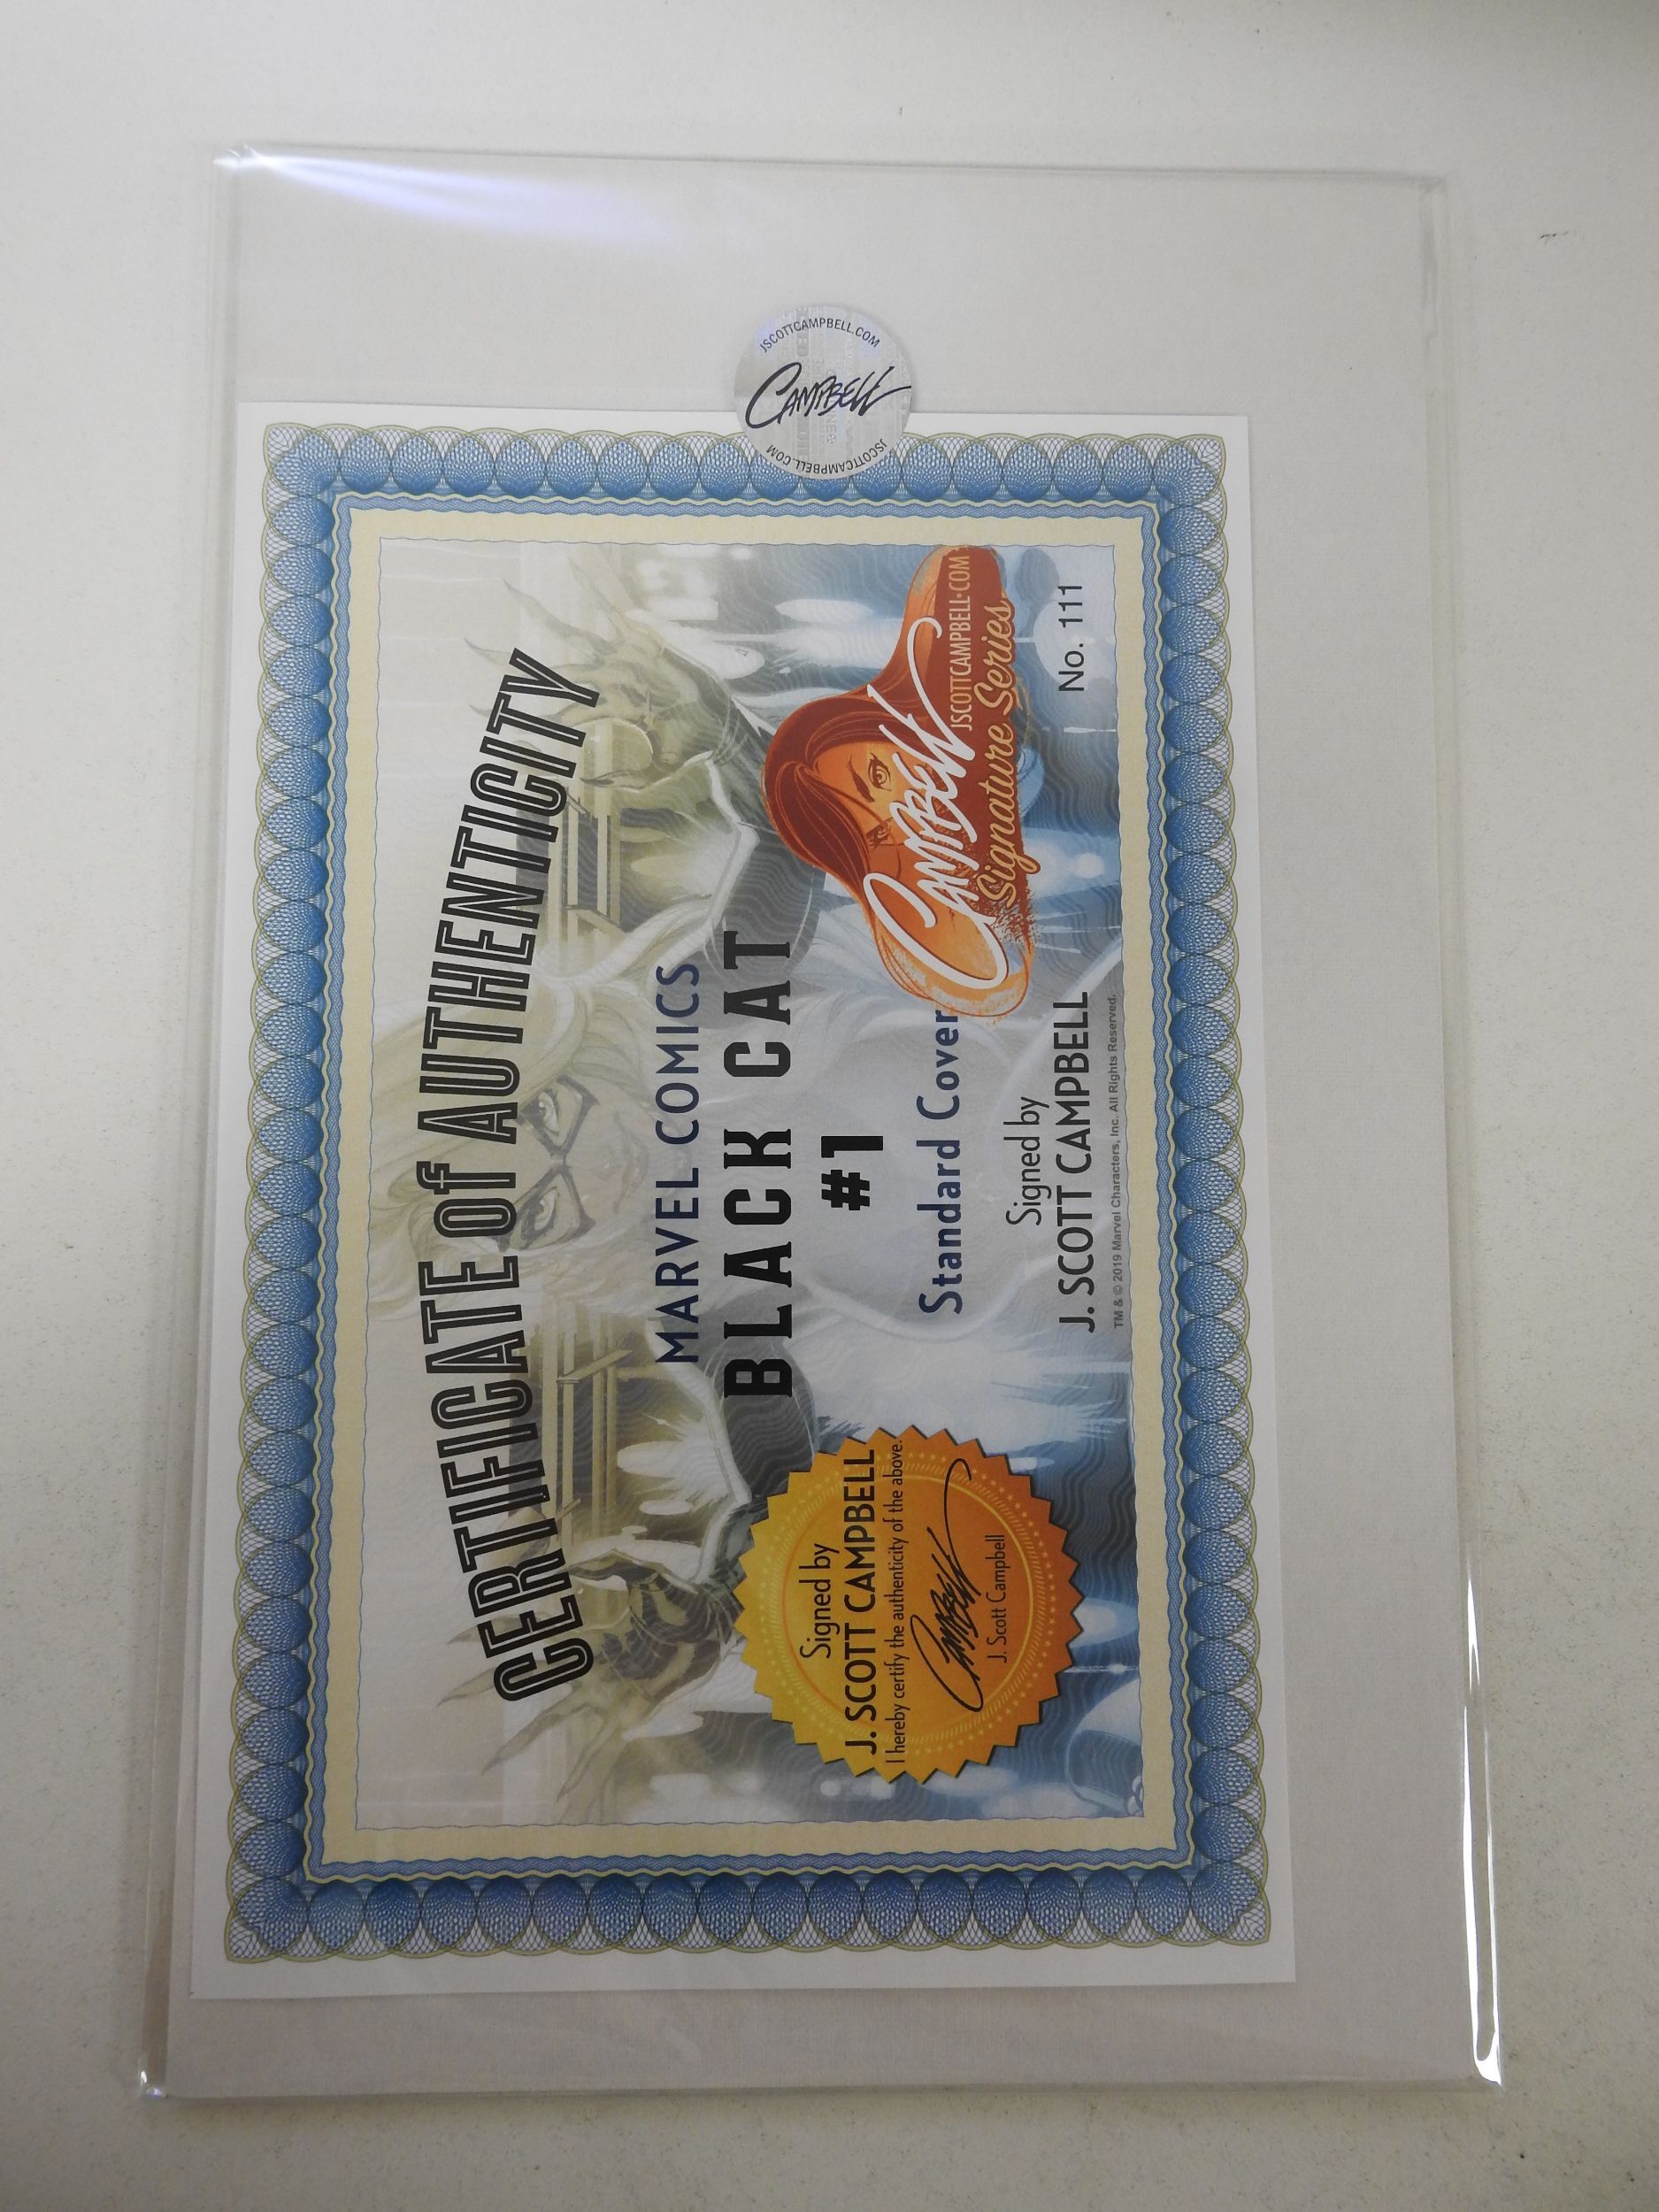 JSCOTTCAMPBELL.COM
CAMPBELL
JSCOTTCAMPBELL.COM
CERTIFICATE of AUTHENTICITY
MARVEL COMICS
BLACK CAT
#1
Standard Cover
Signed by
J. SCOTT CAMPBELL
TM & © 2019 Marvel Characters, Inc. All Rights Reserved.
Signed by
J. SCOTT CAMPBELL
I hereby certify the authenticity of the above.
CAMPBELL
J. Scott Campbell
CAMPBELL
JSCOTTCAMPBELL.COM
Signature Series
No. 111